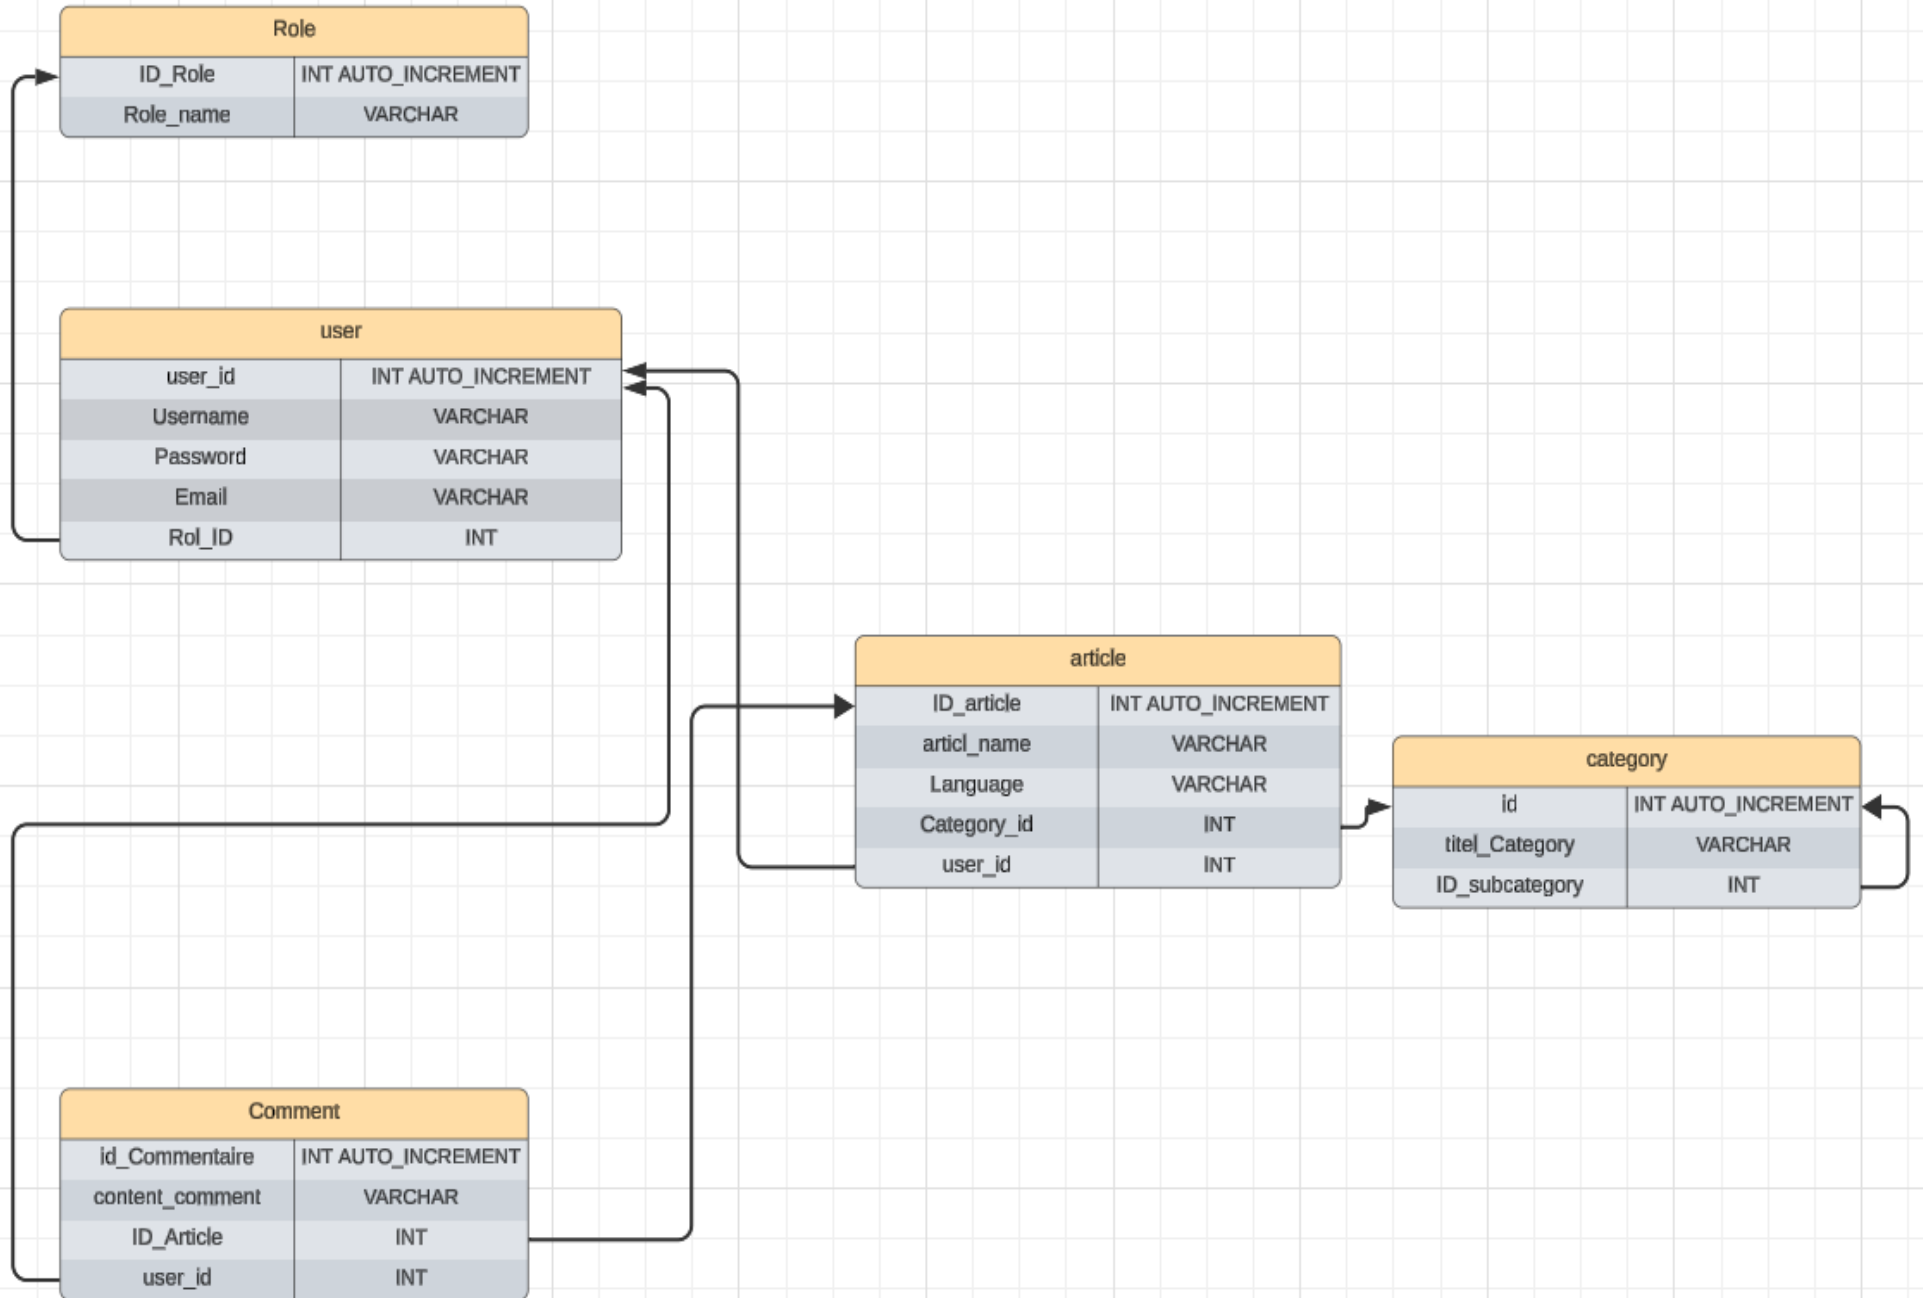 Role
ID_Role INT AUTO_INCREMENT
Role_name VARCHAR
user
user_id INT AUTO_INCREMENT
Username VARCHAR
Password VARCHAR
Email VARCHAR
Rol_ID INT
article
ID_article INT AUTO_INCREMENT
articl_name VARCHAR
Language VARCHAR
Category_id INT
user_id INT
category
id INT AUTO_INCREMENT
titel_Category VARCHAR
ID_subcategory INT
Comment
id_Commentaire INT AUTO_INCREMENT
content_comment VARCHAR
ID_Article INT
user_id INT